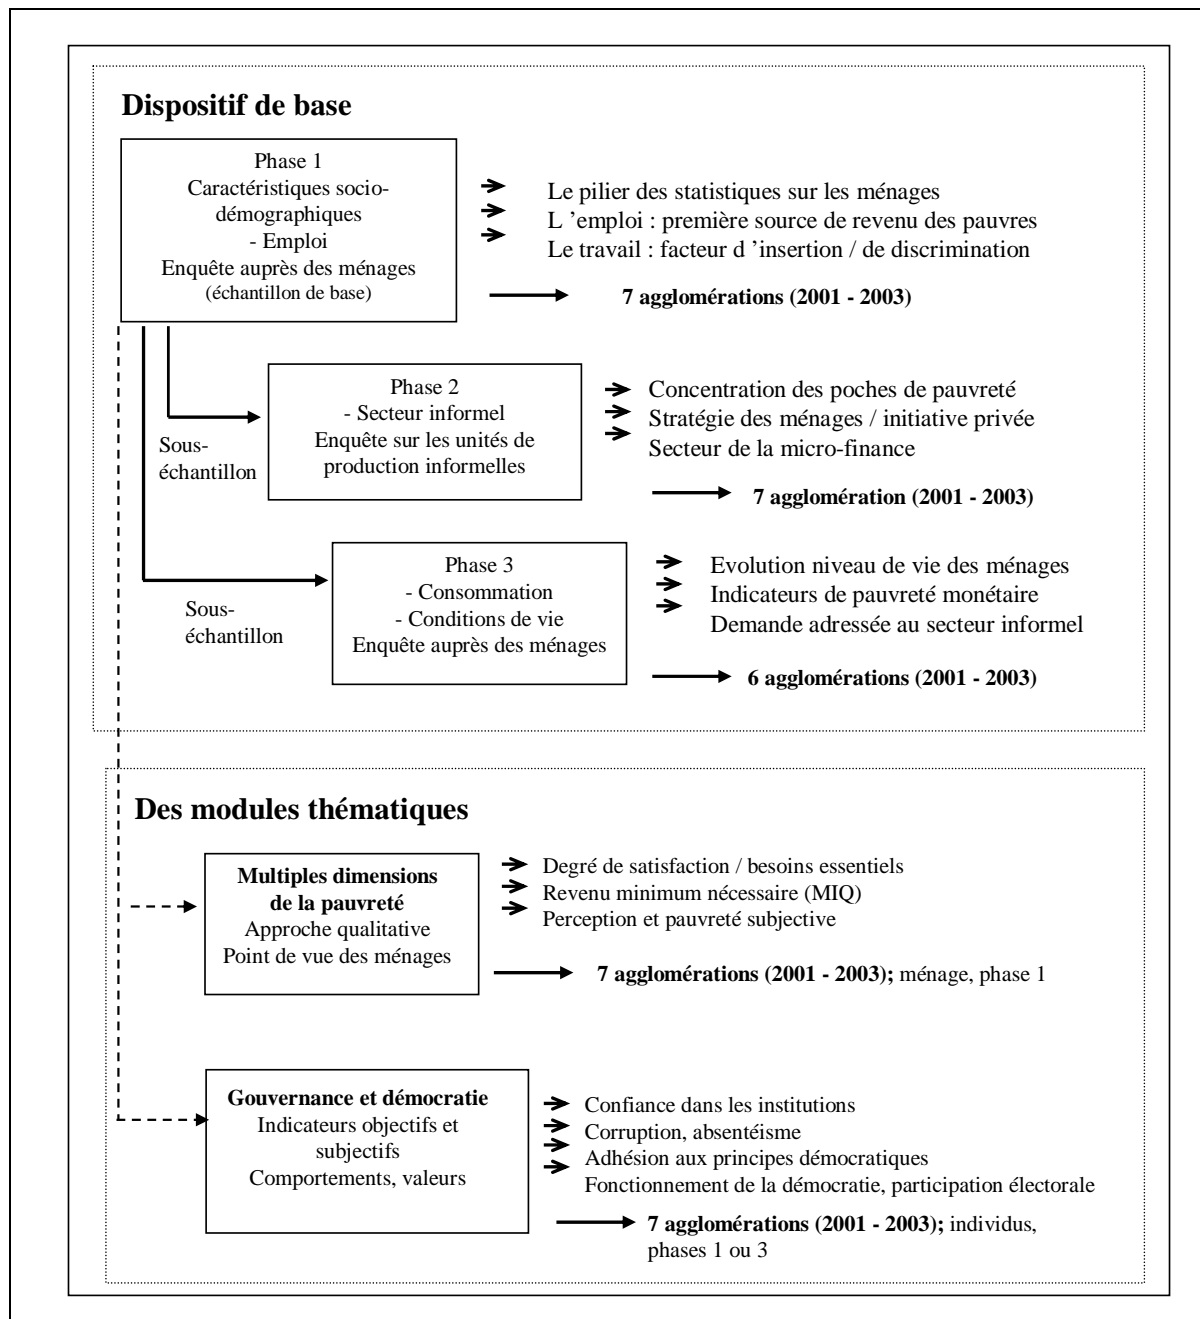 Dispositif de base
Phase 1
Caractéristiques socio-
démographiques
- Emploi
Enquête auprès des ménages
(échantillon de base)
Le pilier des statistiques sur les ménages
L ’emploi : première source de revenu des pauvres
Le travail : facteur d ’insertion / de discrimination
7 agglomérations (2001 - 2003)
Sous-
échantillon
Phase 2
- Secteur informel
Enquête sur les unités de
production informelles
Concentration des poches de pauvreté
Stratégie des ménages / initiative privée
Secteur de la micro-finance
7 agglomération (2001 - 2003)
Sous-
échantillon
Phase 3
- Consommation
- Conditions de vie
Enquête auprès des ménages
Evolution niveau de vie des ménages
Indicateurs de pauvreté monétaire
Demande adressée au secteur informel
6 agglomérations (2001 - 2003)
Des modules thématiques
Multiples dimensions
de la pauvreté
Approche qualitative
Point de vue des ménages
Degré de satisfaction / besoins essentiels
Revenu minimum nécessaire (MIQ)
Perception et pauvreté subjective
7 agglomérations (2001 - 2003); ménage, phase 1
Gouvernance et démocratie
Indicateurs objectifs et
subjectifs
Comportements, valeurs
Confiance dans les institutions
Corruption, absentéisme
Adhésion aux principes démocratiques
Fonctionnement de la démocratie, participation électorale
7 agglomérations (2001 - 2003); individus,
phases 1 ou 3